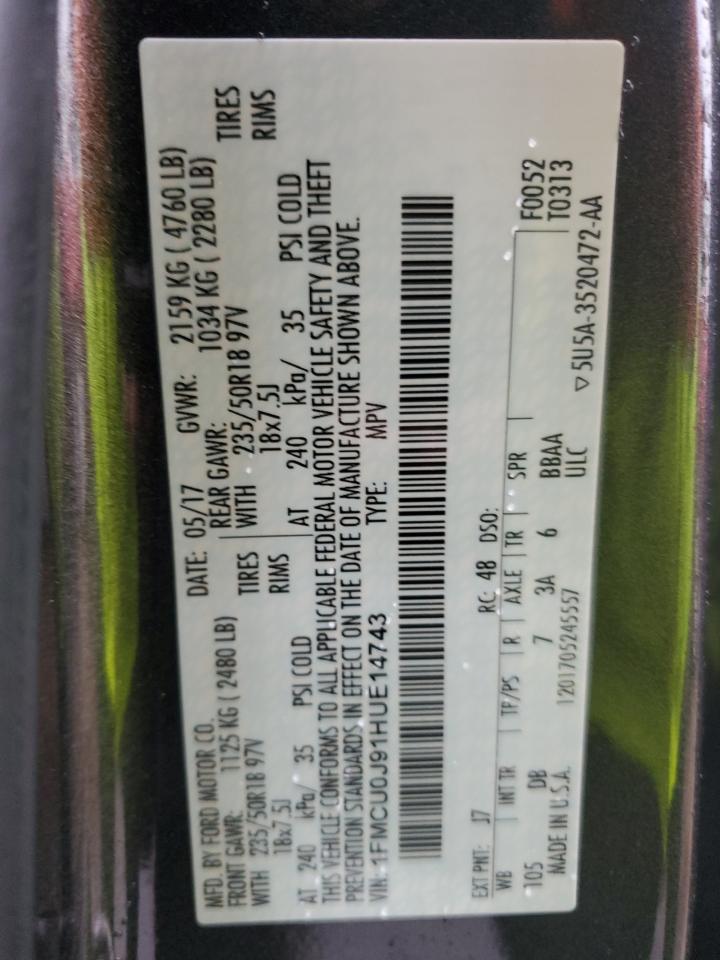 MFD. BY FORD MOTOR CO. DATE: 05/17 GVWR: 2159 KG ( 4760 LB)
FRONT GAWR: 1125 KG ( 2480 LB) REAR GAWR: 1034 KG ( 2280 LB)
WITH 235/50R18 97V TIRES WITH 235/50R18 97V TIRES
18x7.5J RIMS 18x7.5J RIMS
AT 240 kPa/ 35 PSI COLD AT 240 kPa/ 35 PSI COLD
THIS VEHICLE CONFORMS TO ALL APPLICABLE FEDERAL MOTOR VEHICLE SAFETY AND THEFT
PREVENTION STANDARDS IN EFFECT ON THE DATE OF MANUFACTURE SHOWN ABOVE.
VIN: 1FMCU0J91HUE14743 TYPE: MPV
EXT PNT: J7 RC: 48 DSO:
WB INT TR TP/PS R AXLE TR SPR F0052
105 DB 7 3A 6 BBAA T0313
MADE IN U.S.A. 1201705245557 ULC ▽5U5A-3520472-AA